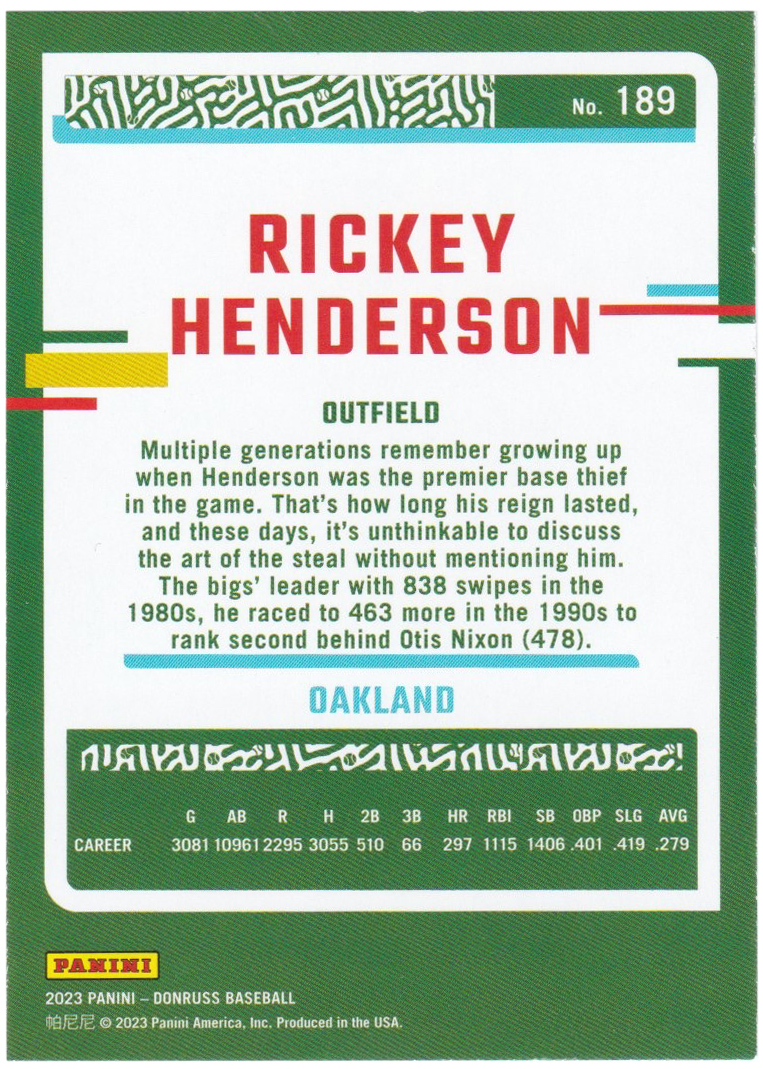 No. 189
RICKEY
HENDERSON
OUTFIELD
Multiple generations remember growing up
when Henderson was the premier base thief
in the game. That's how long his reign lasted,
and these days, it's unthinkable to discuss
the art of the steal without mentioning him.
The bigs' leader with 838 swipes in the
1980s, he raced to 463 more in the 1990s to
rank second behind Otis Nixon (478).
OAKLAND
G AB R H 2B 3B HR RBI SB OBP SLG AVG
CAREER 3081 10961 2295 3055 510 66 297 1115 1406 .401 .419 .279
PANINI
2023 PANINI – DONRUSS BASEBALL
帕尼尼 © 2023 Panini America, Inc. Produced in the USA.